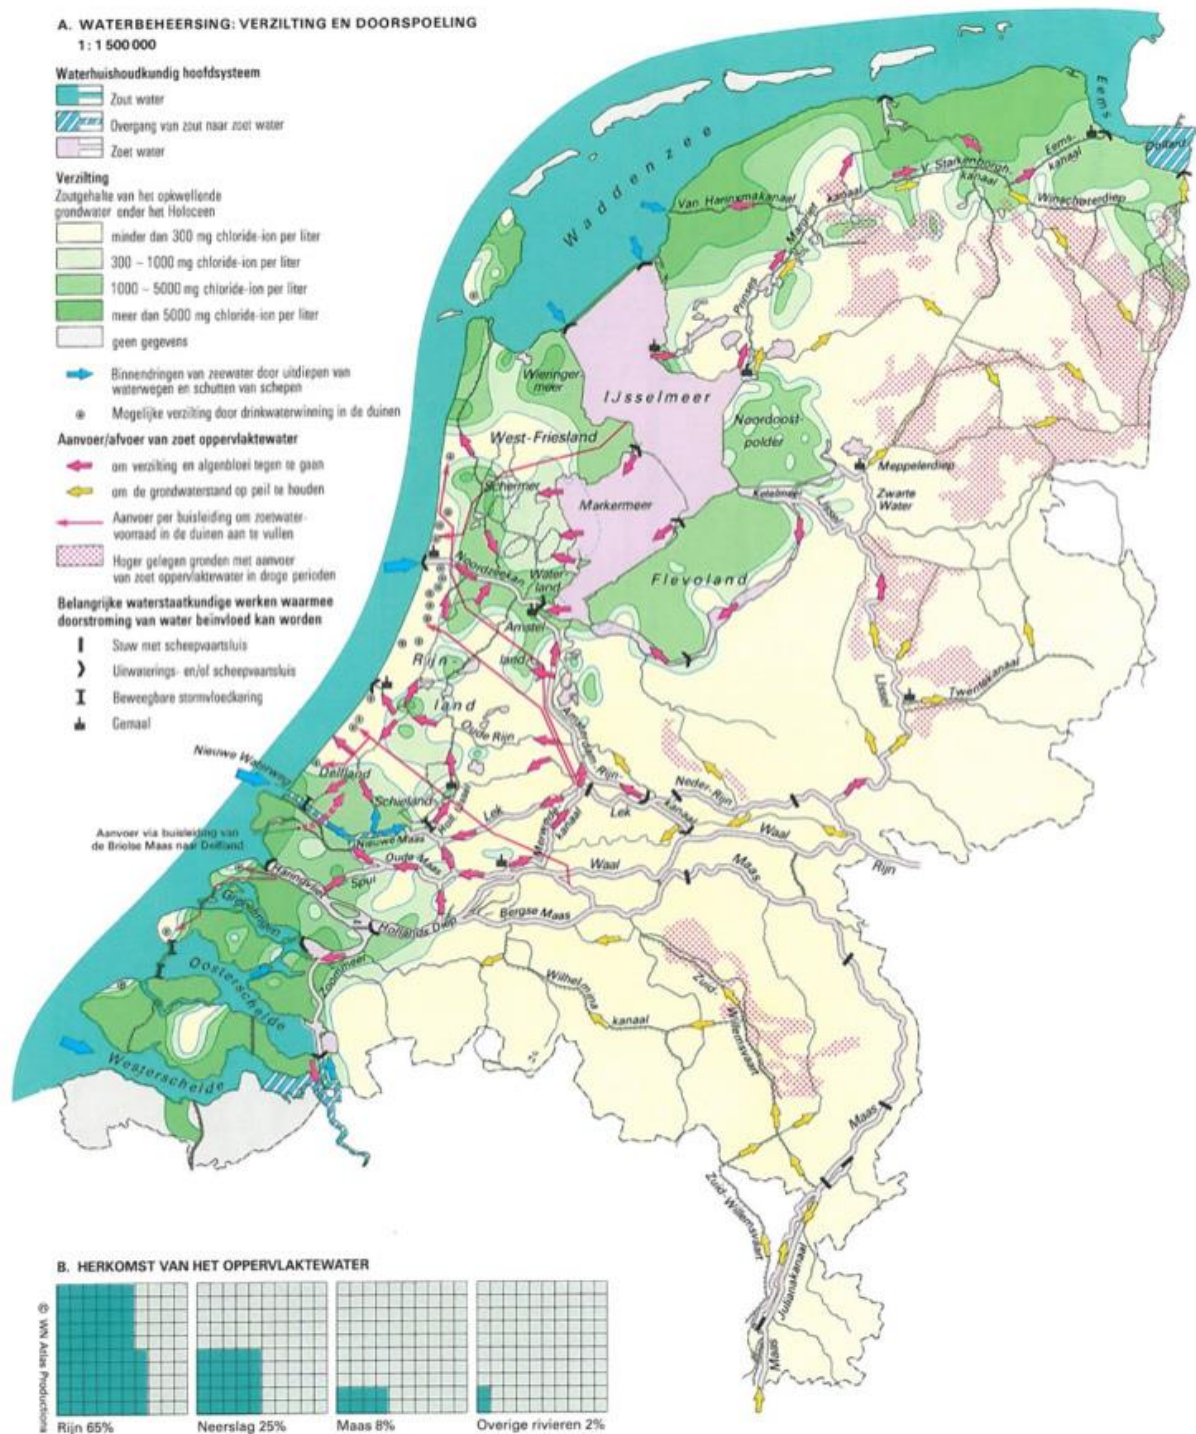 A. WATERBEHEERSING: VERZILTING EN DOORSPOELING
1: 1 500 000
Waterhuishoudkundig hoofdsysteem
Zout water
Overgang van zout naar zoet water
Zoet water
Verzilting
Zoutgehalte van het opkwellende
grondwater onder het Holoceen
minder dan 300 mg chloride-ion per liter
300 – 1000 mg chloride-ion per liter
1000 – 5000 mg chloride-ion per liter
meer dan 5000 mg chloride-ion per liter
geen gegevens
Binnendringen van zeewater door uitdiepen van
waterwegen en schutten van schepen
Mogelijke verzilting door drinkwaterwinning in de duinen
Aanvoer/afvoer van zoet oppervlaktewater
om verzilting en algenbloei tegen te gaan
om de grondwaterstand op peil te houden
Aanvoer per buisleiding om zoetwater-
voorraad in de duinen aan te vullen
Hoger gelegen gronden met aanvoer
van zoet oppervlaktewater in droge perioden
Belangrijke waterstaatkundige werken waarmee
doorstroming van water beïnvloed kan worden
Stuw met scheepvaartsluis
Uitwaterings- en/of scheepvaartsluis
Beweegbare stormvloedkering
Gemaal
Waddenzee
Eems
Dollard
Eems-
kanaal
V. Starkenborgh-
kanaal
Winschoterdiep
Van Harinxmakanaal
Prinses
Margriet
kanaal
Wieringer-
meer
IJsselmeer
Noordoost-
polder
West-Friesland
Schermer
Markermeer
Meppelerdiep
Zwarte
Water
Ketelmeer
IJssel
Flevoland
Noordzeekan.
Water-
land
Amstel-
land
Rijn-
land
IJssel
Twentekanaal
Oude Rijn
Amsterdam-
Rijn-
kanaal
Nieuwe Waterweg
Delfland
Schieland
Holl. IJssel
Lek
Merwede
kanaal
Lek
Neder-Rijn
Waal
Rijn
Aanvoer via buisleiding van
de Brielse Maas naar Delfland
Nieuwe Maas
Oude Maas
Waal
Maas
Haringvliet
Spui
Grevelingen
Hollands Diep
Bergse Maas
Oosterschelde
Zoommeer
Wilhelmina
kanaal
Zuid-
Willemsvaart
Westerschelde
Maas
Zuid-Willemsvaart
Julianakanaal
Maas
B. HERKOMST VAN HET OPPERVLAKTEWATER
Rijn 65%
Neerslag 25%
Maas 8%
Overige rivieren 2%
© WN Atlas Productions